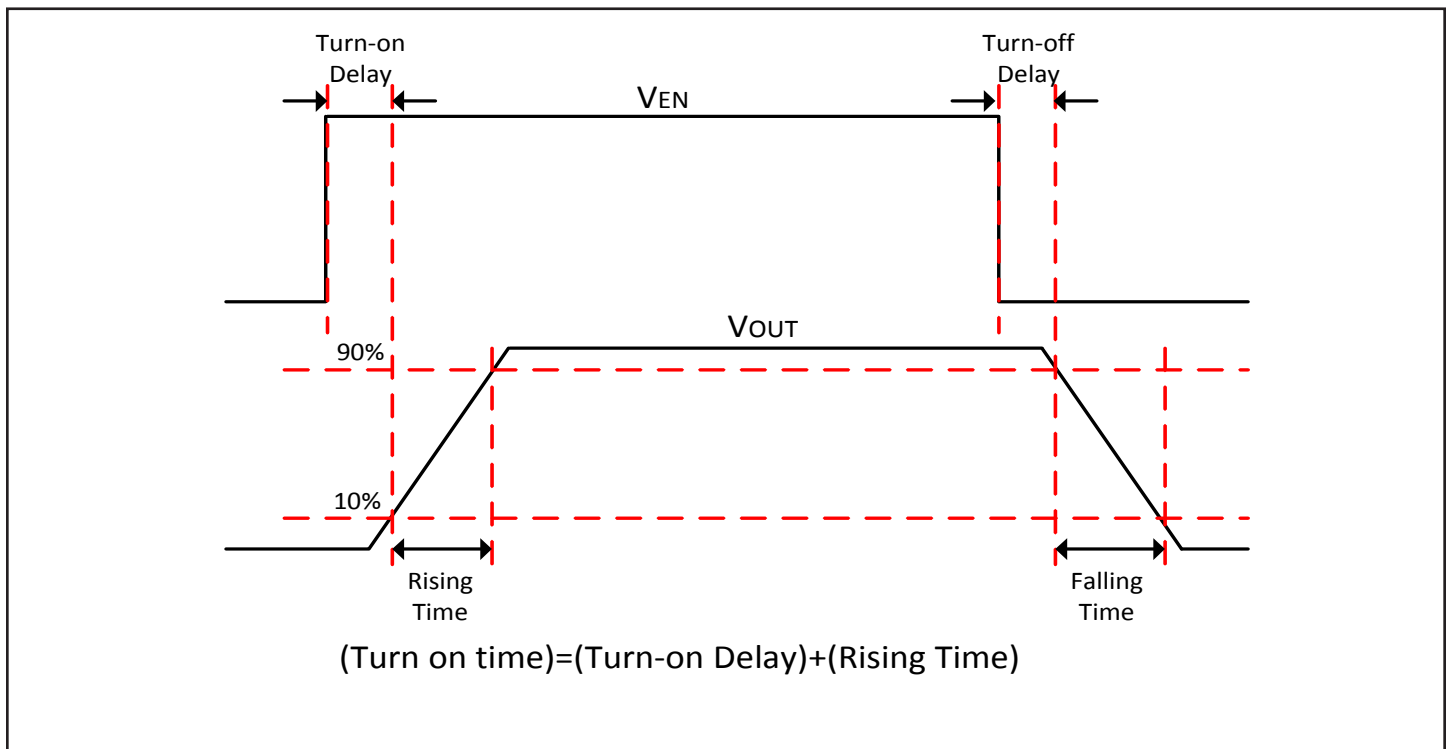 Turn-on
Delay
Turn-off
Delay
VEN
VOUT
90%
10%
Rising
Time
Falling
Time
(Turn on time)=(Turn-on Delay)+(Rising Time)